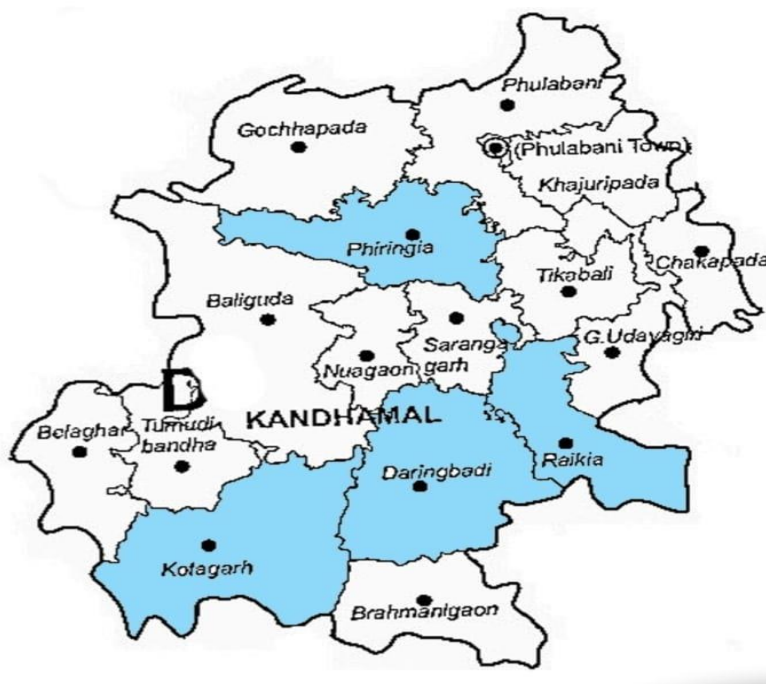 Phulabani
Gochhapada
(Phulabani Town)
Khajuripada
Phiringia
Chakapada
Tikabali
Baliguda
G.Udayagiri
Saranga
garh
Nuagaon
D
KANDHAMAL
Belaghar
Tumudi
bandha
Raikia
Daringbadi
Kotagarh
Brahmanigaon